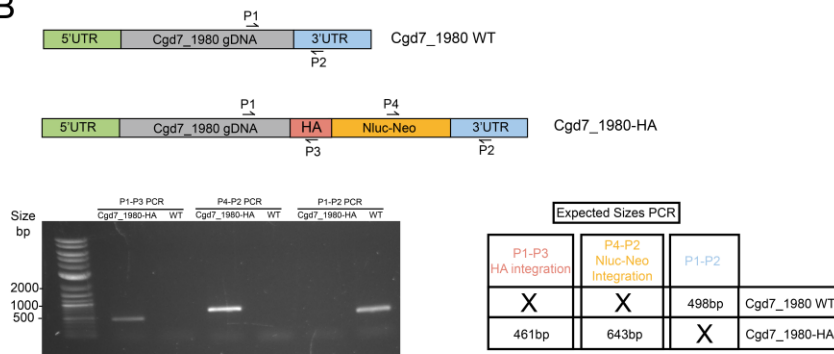 B
P1
5'UTR Cgd7_1980 gDNA 3'UTR Cgd7_1980 WT
P2
P1 P4
5'UTR Cgd7_1980 gDNA HA Nluc-Neo 3'UTR Cgd7_1980-HA
P3 P2
P1-P3 PCR P4-P2 PCR P1-P2 PCR
Size Cgd7_1980-HA WT Cgd7_1980-HA WT Cgd7_1980-HA WT
bp
2000
1000
500
Expected Sizes PCR
P1-P3 P4-P2 P1-P2
HA integration Nluc-Neo
Integration
X X 498bp Cgd7_1980 WT
461bp 643bp X Cgd7_1980-HA